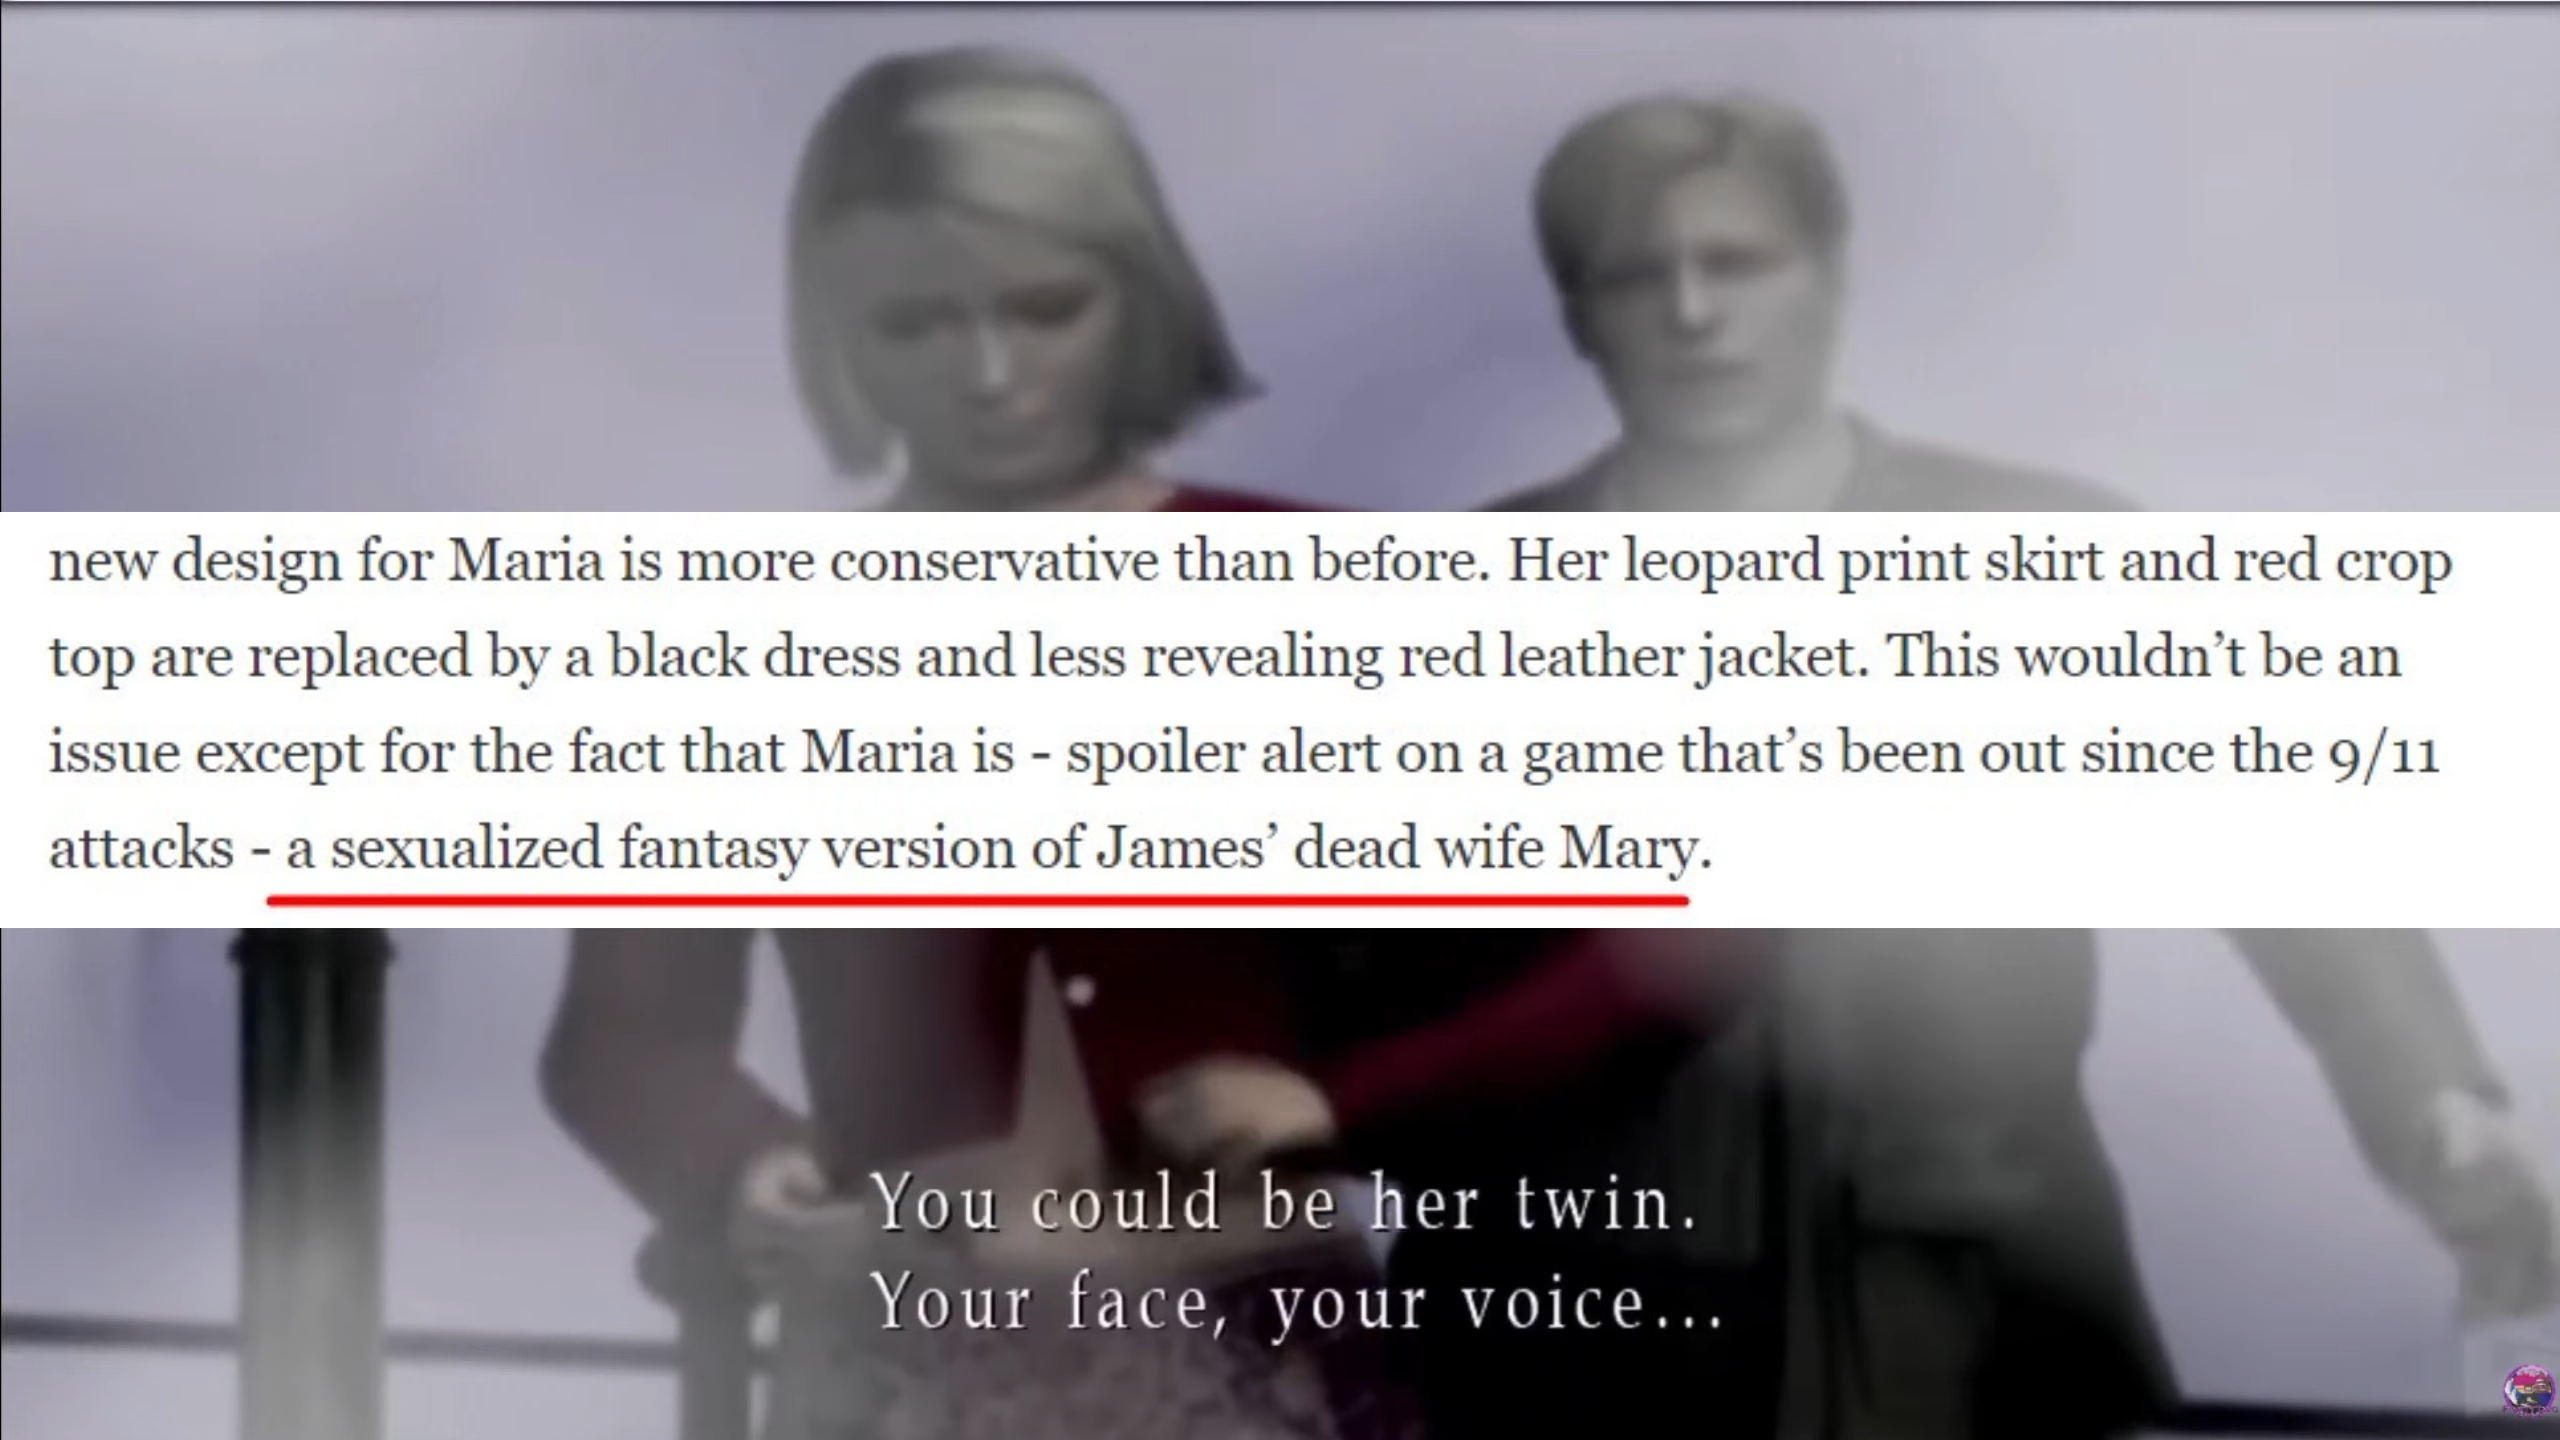 new design for Maria is more conservative than before. Her leopard print skirt and red crop
top are replaced by a black dress and less revealing red leather jacket. This wouldn’t be an
issue except for the fact that Maria is - spoiler alert on a game that’s been out since the 9/11
attacks - a sexualized fantasy version of James’ dead wife Mary.
You could be her twin.
Your face, your voice...